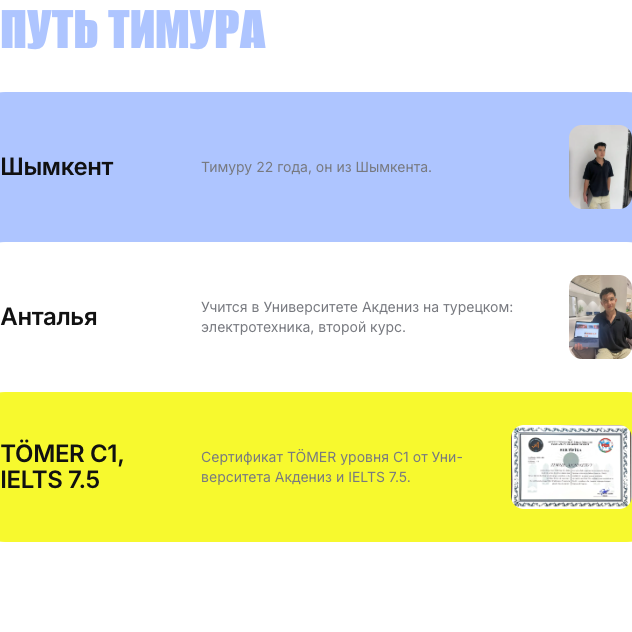 ПУТЬ ТИМУРА
Шымкент
Тимуру 22 года, он из Шымкента.
Анталья
Учится в Университете Акдениз на турецком:
электротехника, второй курс.
TÖMER C1,
IELTS 7.5
Сертификат TÖMER уровня C1 от Уни-
верситета Акдениз и IELTS 7.5.